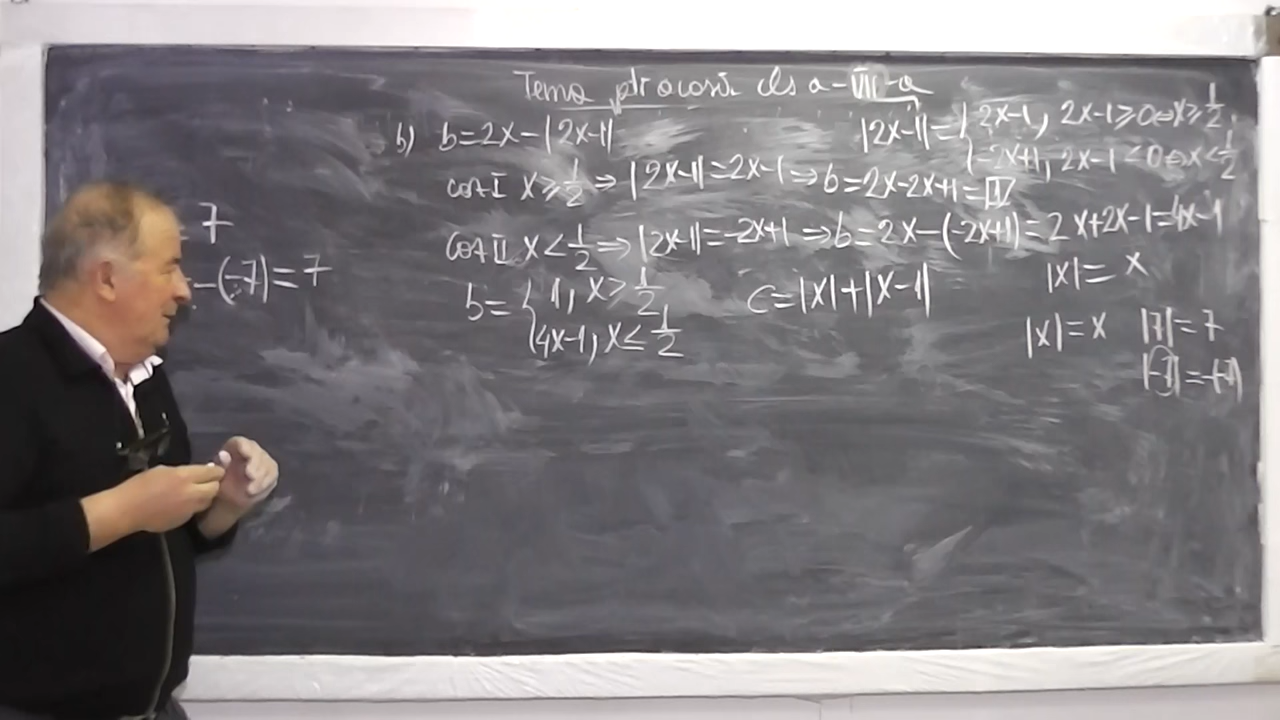 Tema pt acasă cls a-VII-a
b) b=2x-|2x-1|
|2x-1|={2x-1, 2x-1≥0⇔x≥1/2
{-2x+1, 2x-1<0⇔x<1/2
caz I x≥1/2 ⇒ |2x-1|=2x-1 ⇒ b=2x-2x+1=1
caz II x<1/2 ⇒ |2x-1|=-2x+1 ⇒ b=2x-(-2x+1)=2x+2x-1=4x-1
b={1, x>1/2
{4x-1, x≤1/2
c=|x|+|x-1|
|x|= x
|x|=x |7|=7
|-7|=-(-7)
= 7
-(-7)=7